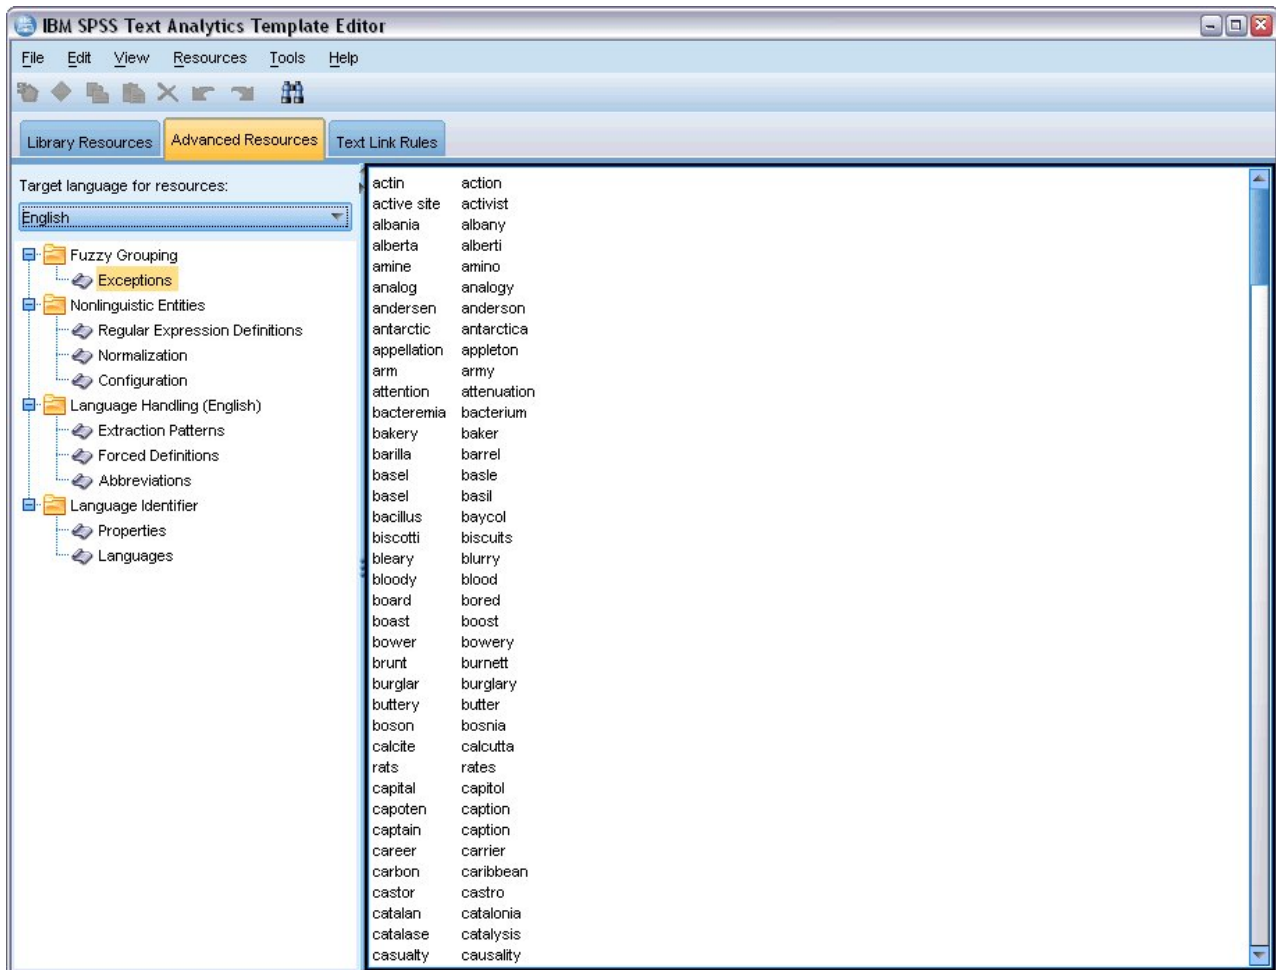 IBM SPSS Text Analytics Template Editor
File Edit View Resources Tools Help
Library Resources Advanced Resources Text Link Rules
Target language for resources:
English
Fuzzy Grouping
Exceptions
Nonlinguistic Entities
Regular Expression Definitions
Normalization
Configuration
Language Handling (English)
Extraction Patterns
Forced Definitions
Abbreviations
Language Identifier
Properties
Languages
actin action
active site activist
albania albany
alberta alberti
amine amino
analog analogy
andersen anderson
antarctic antarctica
appellation appleton
arm army
attention attenuation
bacteremia bacterium
bakery baker
barilla barrel
basel basle
basel basil
bacillus baycol
biscotti biscuits
bleary blurry
bloody blood
board bored
boast boost
bower bowery
brunt burnett
burglar burglary
buttery butter
boson bosnia
calcite calcutta
rats rates
capital capitol
capoten caption
captain caption
career carrier
carbon caribbean
castor castro
catalan catalonia
catalase catalysis
casualty causality